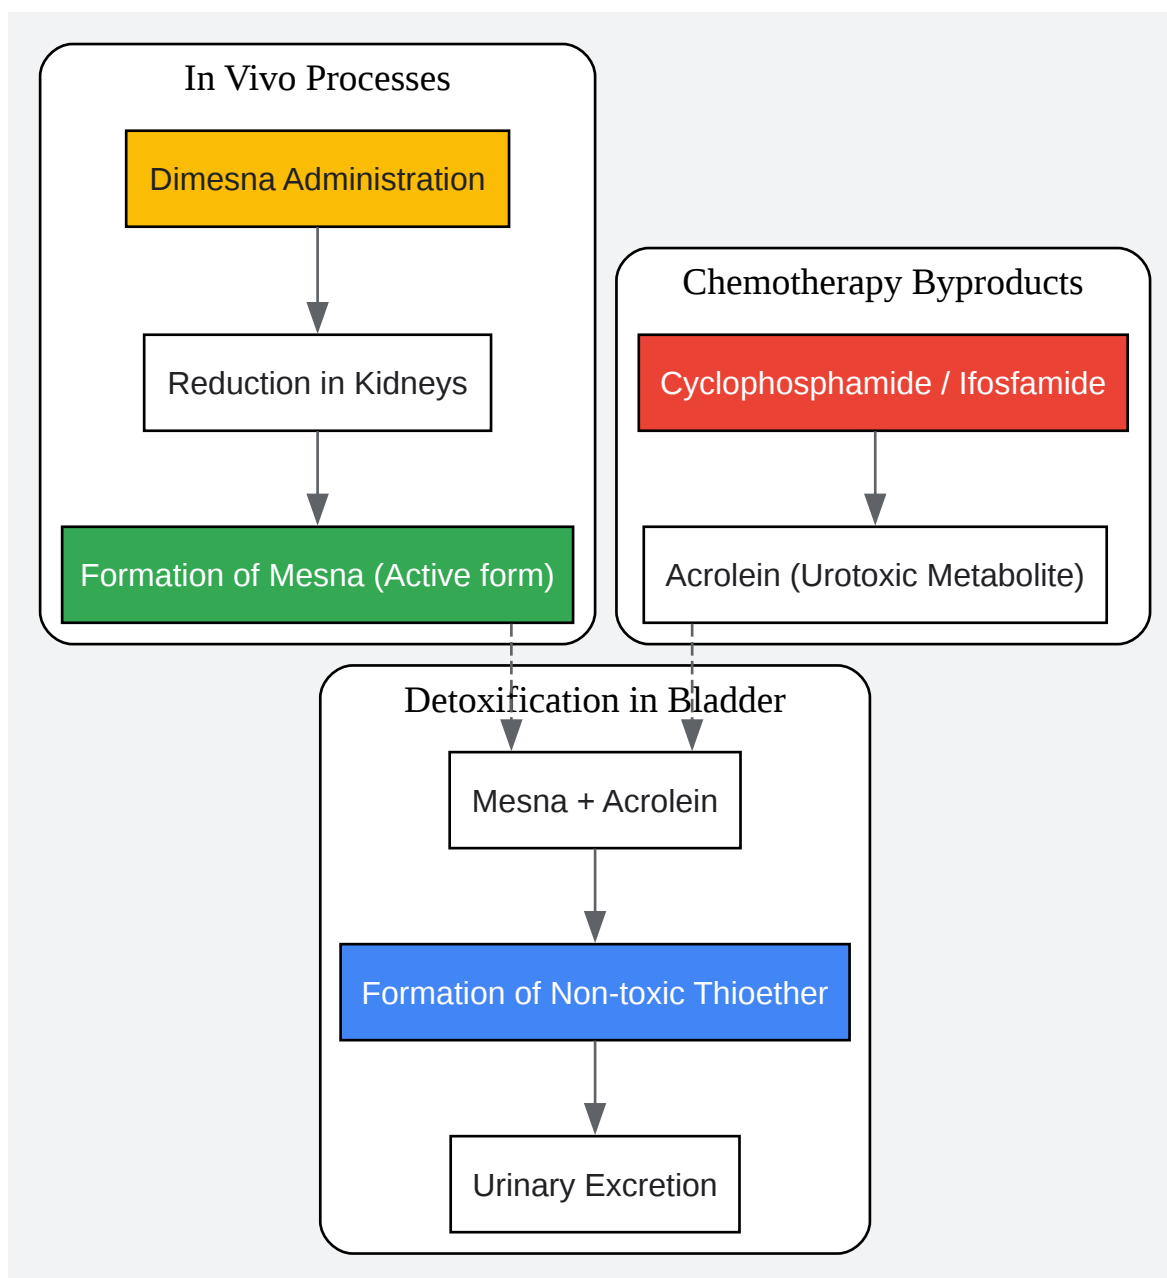 In Vivo Processes
Dimesna Administration
Reduction in Kidneys
Formation of Mesna (Active form)
Chemotherapy Byproducts
Cyclophosphamide / Ifosfamide
Acrolein (Urotoxic Metabolite)
Detoxification in Bladder
Mesna + Acrolein
Formation of Non-toxic Thioether
Urinary Excretion